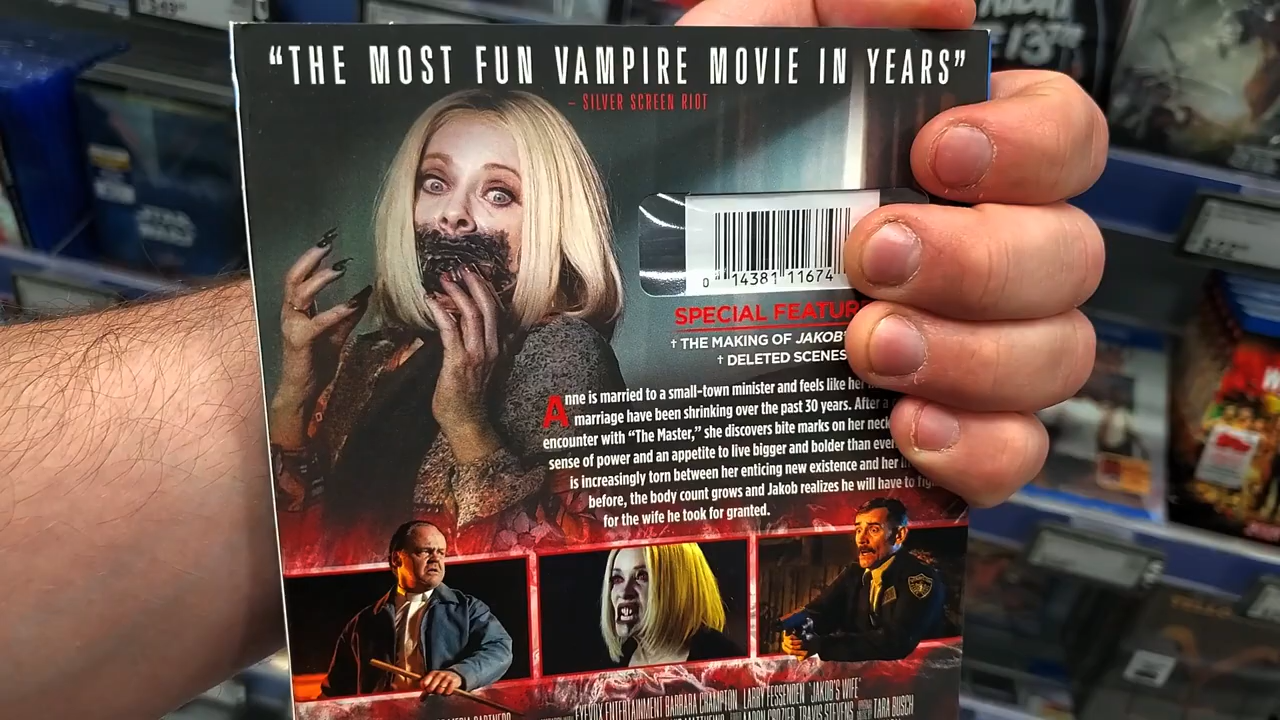 "THE MOST FUN VAMPIRE MOVIE IN YEARS"
– SILVER SCREEN RIOT
0 14381 11674
SPECIAL FEATUR
† THE MAKING OF JAKOB'
† DELETED SCENES
Anne is married to a small-town minister and feels like her
marriage have been shrinking over the past 30 years. After a
encounter with "The Master," she discovers bite marks on her neck
sense of power and an appetite to live bigger and bolder than ever
is increasingly torn between her enticing new existence and her
before, the body count grows and Jakob realizes he will have to fig
for the wife he took for granted.
EYEVOX ENTERTAINMENT BARBARA CRAMPTON LARRY FESSENDEN "JAKOB'S WIFE"
TRAVIS STEVENS TARA BUSCH
STAR
WARS
13TH